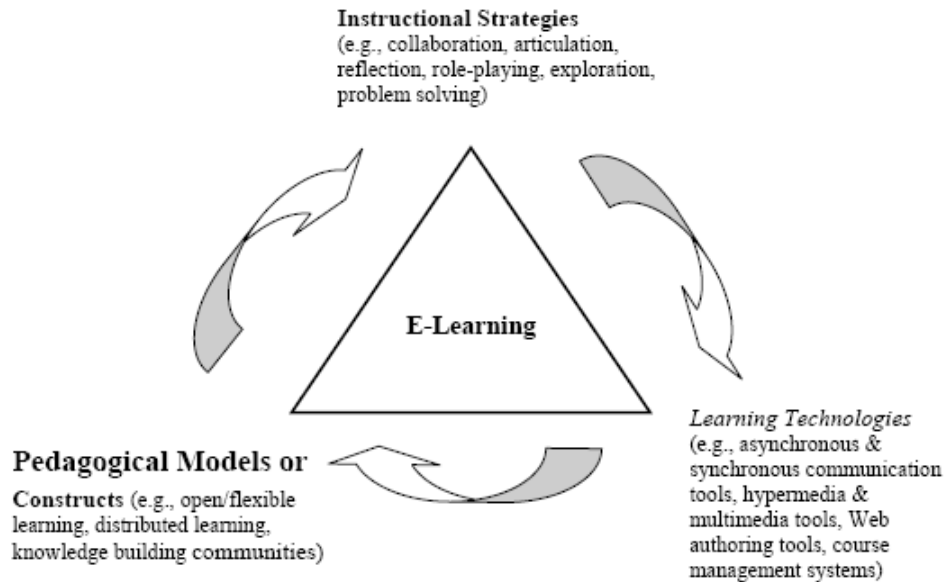 Instructional Strategies
(e.g., collaboration, articulation,
reflection, role-playing, exploration,
problem solving)
E-Learning
Pedagogical Models or
Constructs (e.g., open/flexible
learning, distributed learning,
knowledge building communities)
Learning Technologies
(e.g., asynchronous &
synchronous communication
tools, hypermedia &
multimedia tools, Web
authoring tools, course
management systems)